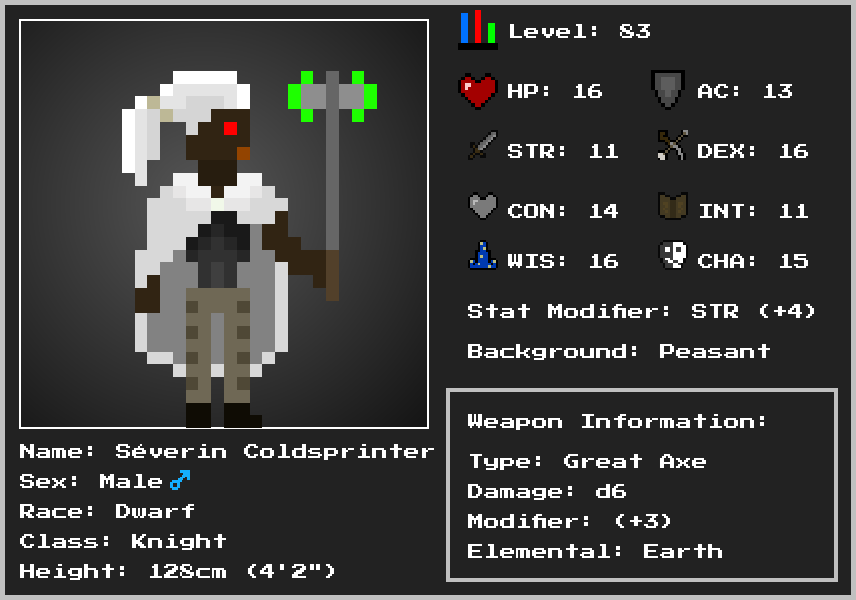 Level: 83
HP: 16
AC: 13
STR: 11
DEX: 16
CON: 14
INT: 11
WIS: 16
CHA: 15
Stat Modifier: STR (+4)
Background: Peasant
Name: Séverin Coldsprinter
Sex: Male♂
Race: Dwarf
Class: Knight
Height: 128cm (4'2")
Weapon Information:
Type: Great Axe
Damage: d6
Modifier: (+3)
Elemental: Earth